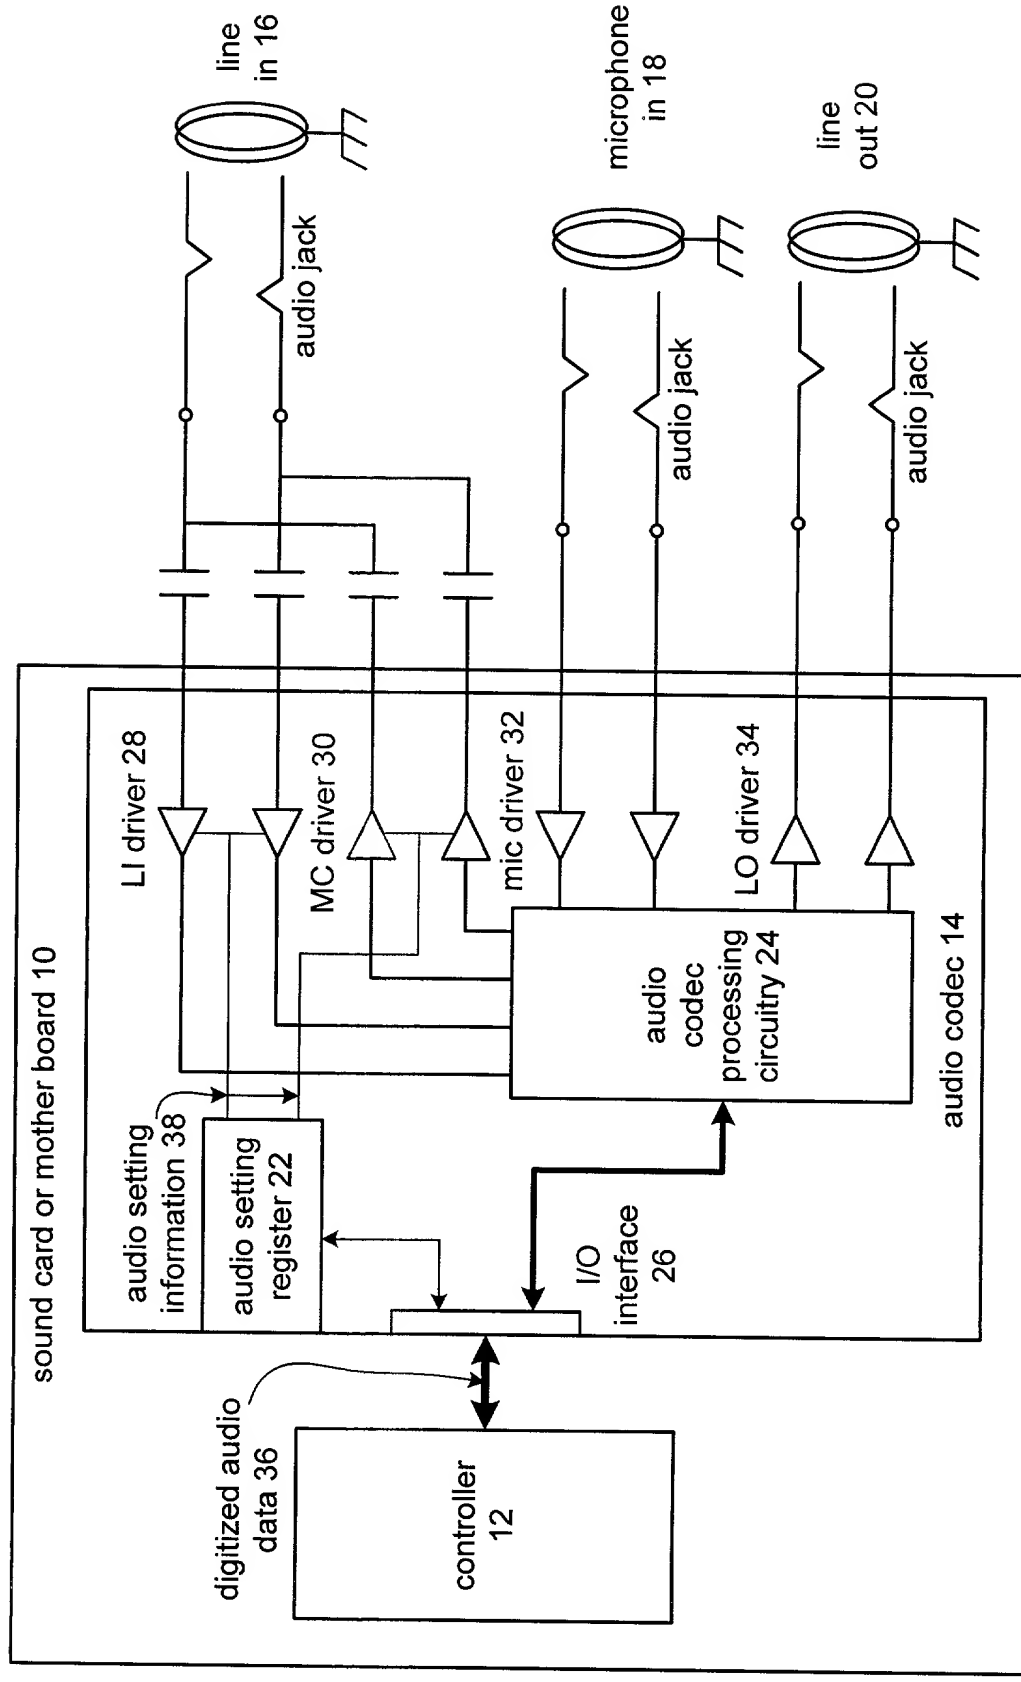 sound card or mother board 10
digitized audio
data 36
controller
12
audio setting
information 38
audio setting
register 22
I/O
interface
26
LI driver 28
MC driver 30
mic driver 32
LO driver 34
audio
codec
processing
circuitry 24
audio codec 14
line
in 16
audio jack
microphone
in 18
audio jack
line
out 20
audio jack